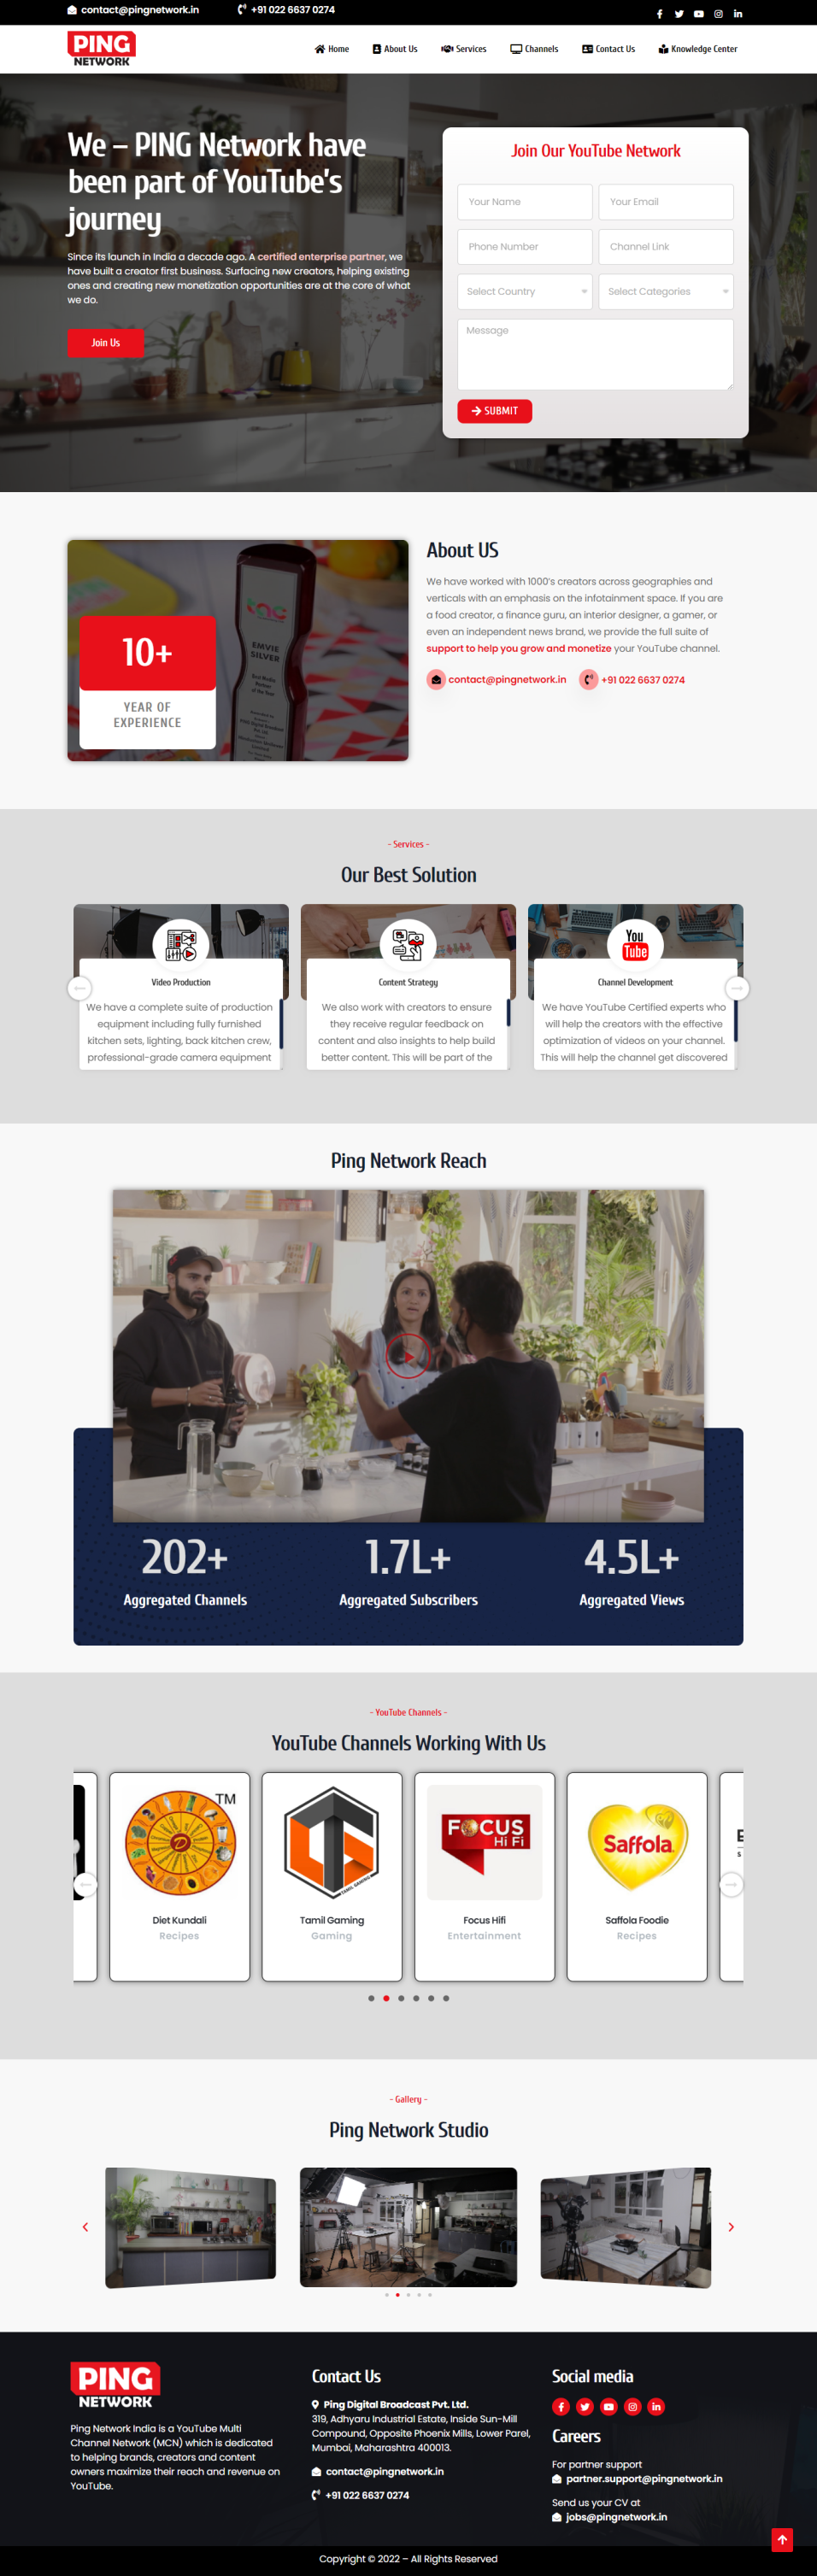 contact@pingnetwork.in
+91 022 6637 0274
PING
NETWORK
Home
About Us
Services
Channels
Contact Us
Knowledge Center
We – PING Network have
been part of YouTube's
journey
Since its launch in India a decade ago. A certified enterprise partner, we
have built a creator first business. Surfacing new creators, helping existing
ones and creating new monetization opportunities are at the core of what
we do.
Join Us
Join Our YouTube Network
Your Name
Your Email
Phone Number
Channel Link
Select Country
Select Categories
Message
SUBMIT
EMVIE
SILVER
10+
YEAR OF
EXPERIENCE
About US
We have worked with 1000's creators across geographies and
verticals with an emphasis on the infotainment space. If you are
a food creator, a finance guru, an interior designer, a gamer, or
even an independent news brand, we provide the full suite of
support to help you grow and monetize your YouTube channel.
contact@pingnetwork.in
+91 022 6637 0274
- Services -
Our Best Solution
Video Production
We have a complete suite of production
equipment including fully furnished
kitchen sets, lighting, back kitchen crew,
professional-grade camera equipment
Content Strategy
We also work with creators to ensure
they receive regular feedback on
content and also insights to help build
better content. This will be part of the
You
Tube
Channel Development
We have YouTube Certified experts who
will help the creators with the effective
optimization of videos on your channel.
This will help the channel get discovered
Ping Network Reach
202+
Aggregated Channels
1.7L+
Aggregated Subscribers
4.5L+
Aggregated Views
- YouTube Channels -
YouTube Channels Working With Us
TM
D
Diet Kundali
Recipes
TAMIL GAMING
Tamil Gaming
Gaming
FOCUS
Hi Fi
Focus Hifi
Entertainment
Saffola
Saffola Foodie
Recipes
- Gallery -
Ping Network Studio
PING
NETWORK
Ping Network India is a YouTube Multi
Channel Network (MCN) which is dedicated
to helping brands, creators and content
owners maximize their reach and revenue on
YouTube.
Contact Us
Ping Digital Broadcast Pvt. Ltd.
319, Adhyaru Industrial Estate, Inside Sun-Mill
Compound, Opposite Phoenix Mills, Lower Parel,
Mumbai, Maharashtra 400013.
contact@pingnetwork.in
+91 022 6637 0274
Social media
Careers
For partner support
partner.support@pingnetwork.in
Send us your CV at
jobs@pingnetwork.in
Copyright © 2022 – All Rights Reserved